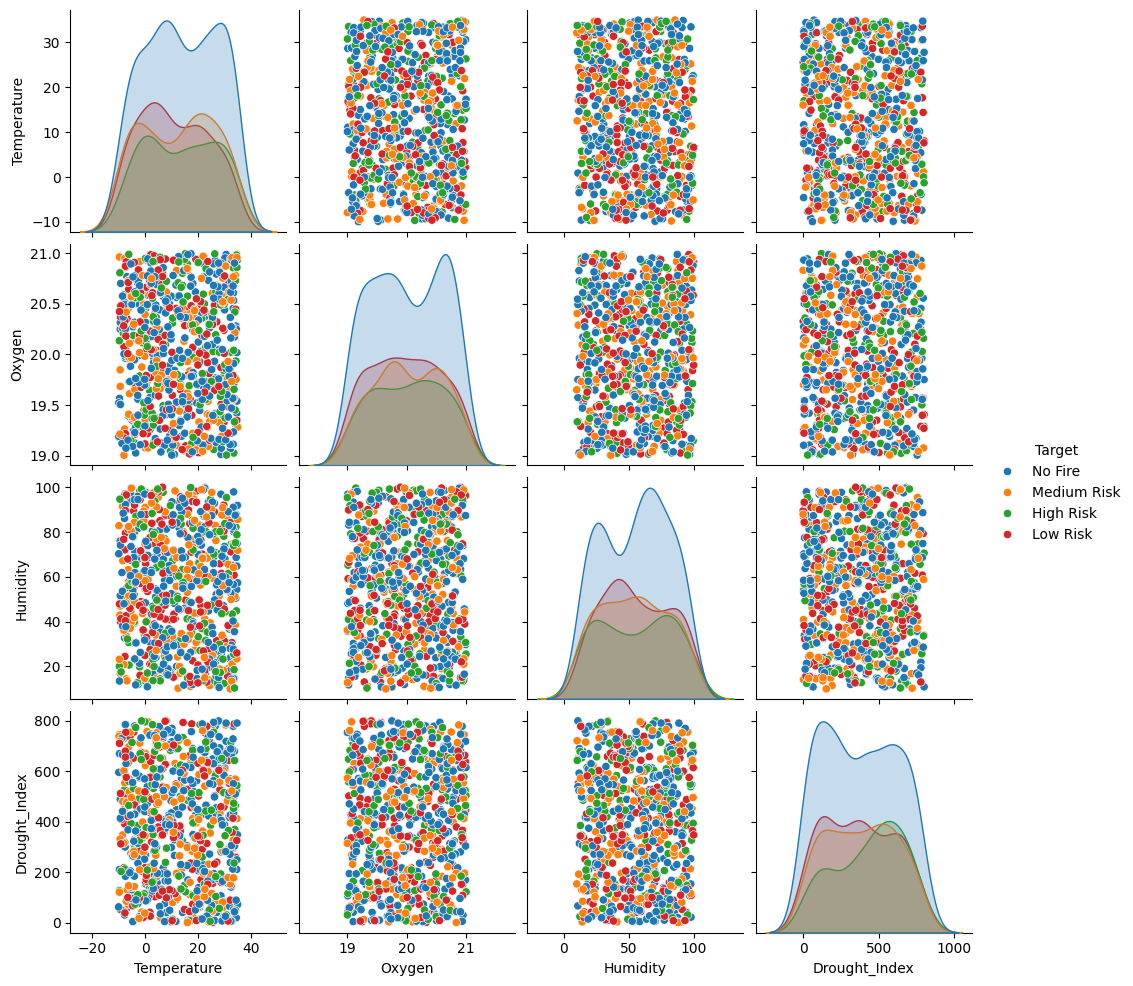 Temperature
30
20
10
0
−10
Oxygen
21.0
20.5
20.0
19.5
19.0
Target
No Fire
Medium Risk
High Risk
Low Risk
Humidity
100
80
60
40
20
Drought_Index
800
600
400
200
0
−20 0 20 40
19 20 21
0 50 100
0 500 1000
Temperature Oxygen Humidity Drought_Index